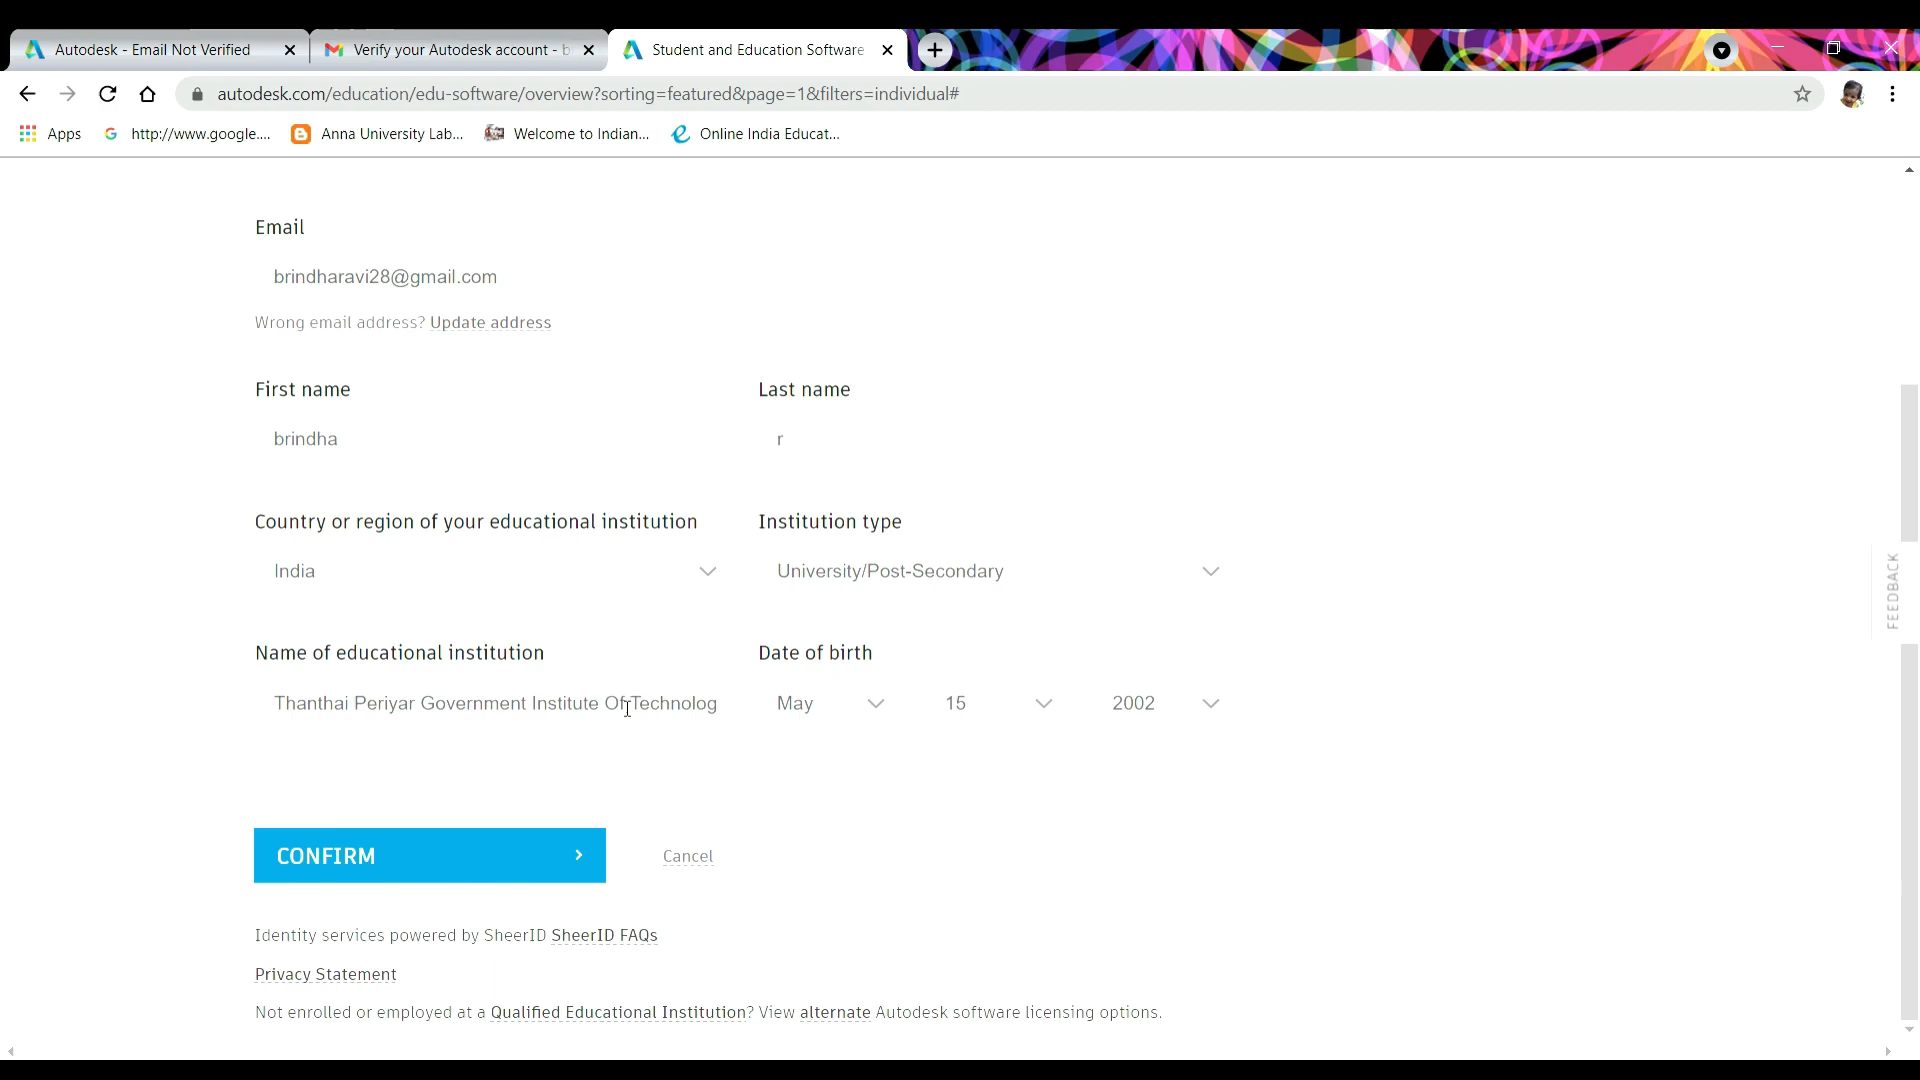 Autodesk - Email Not Verified
Verify your Autodesk account - b
Student and Education Software
autodesk.com/education/edu-software/overview?sorting=featured&page=1&filters=individual#
Apps
http://www.google....
Anna University Lab...
Welcome to Indian...
Online India Educat...
Email
brindharavi28@gmail.com
Wrong email address? Update address
First name
Last name
brindha
r
Country or region of your educational institution
Institution type
India
University/Post-Secondary
Name of educational institution
Date of birth
Thanthai Periyar Government Institute Of Technolog
May
15
2002
CONFIRM
Cancel
Identity services powered by SheerID SheerID FAQs
Privacy Statement
Not enrolled or employed at a Qualified Educational Institution? View alternate Autodesk software licensing options.
FEEDBACK